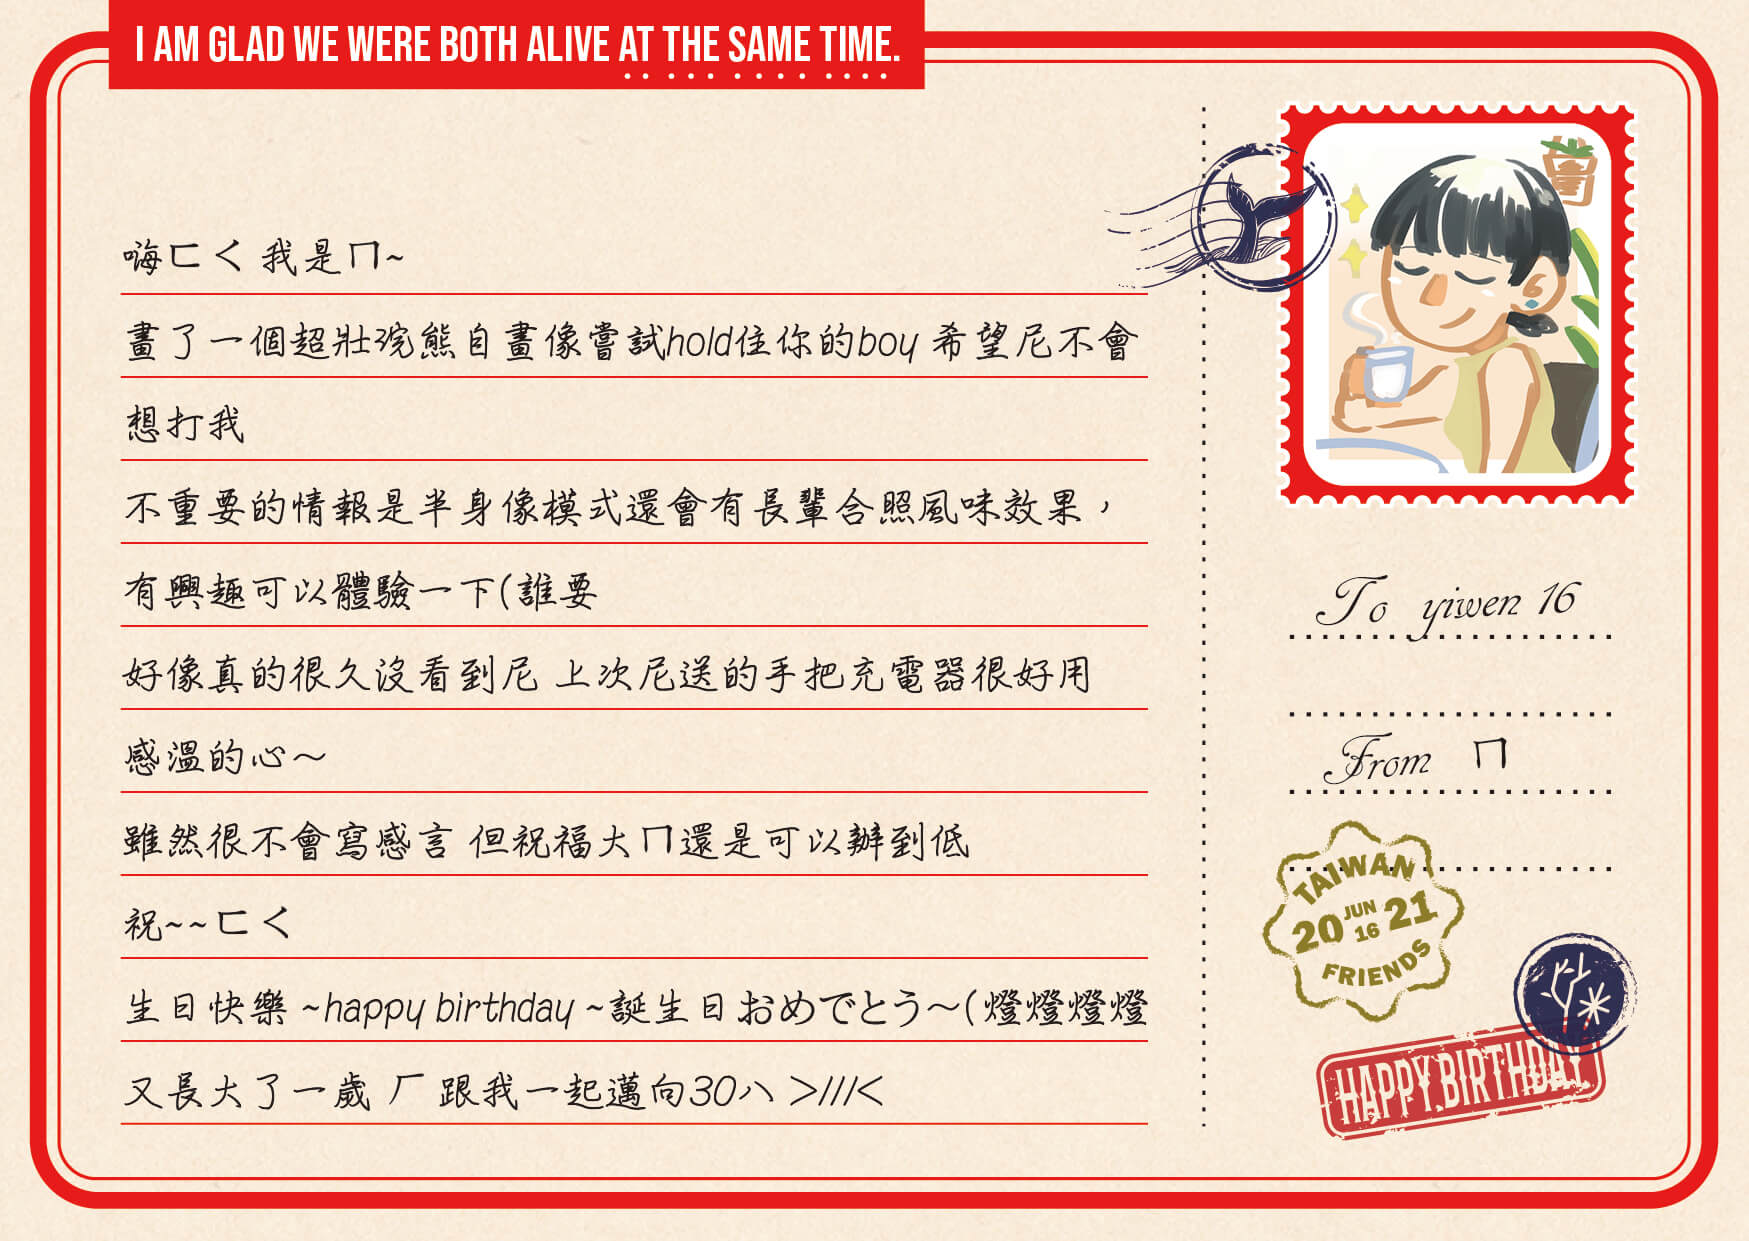 I AM GLAD WE WERE BOTH ALIVE AT THE SAME TIME.
嗨ㄈㄑ 我是ㄇ~
畫了一個超壯浣熊自畫像嘗試hold住你的boy 希望尼不會
想打我
不重要的情報是半身像模式還會有長輩合照風味效果，
有興趣可以體驗一下(誰要
好像真的很久沒看到尼 上次尼送的手把充電器很好用
感溫的心～
雖然很不會寫感言 但祝福大ㄇ還是可以辦到低
祝~~ㄈㄑ
生日快樂 ~happy birthday ~誕生日おめでとう～(燈燈燈燈
又長大了一歲 ㄏ 跟我一起邁向30ㄟ >///<
To yiwen 16
From ㄇ
TAIWAN
20 JUN 16 21
FRIENDS
HAPPY BIRTHDAY